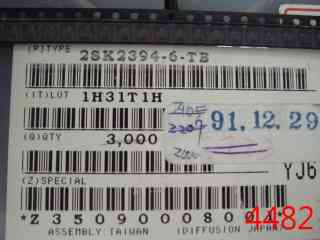 (P)TYPE 2SK2394-6-TB
(1T)LOT 1H31T1H
(Q)QTY 3,000
91.12.29
YJ6
(Z)SPECIAL
ASSEMBLY:TAIWAN (DIFFUSION JAPAN)
4482